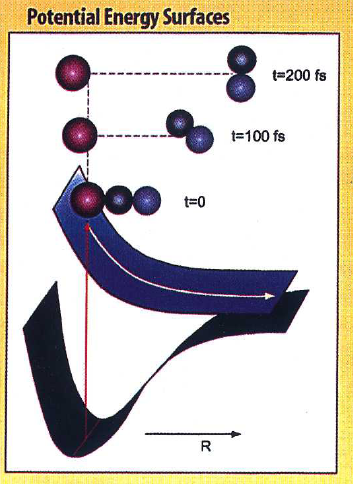 Potential Energy Surfaces
t=200 fs
t=100 fs
t=0
R